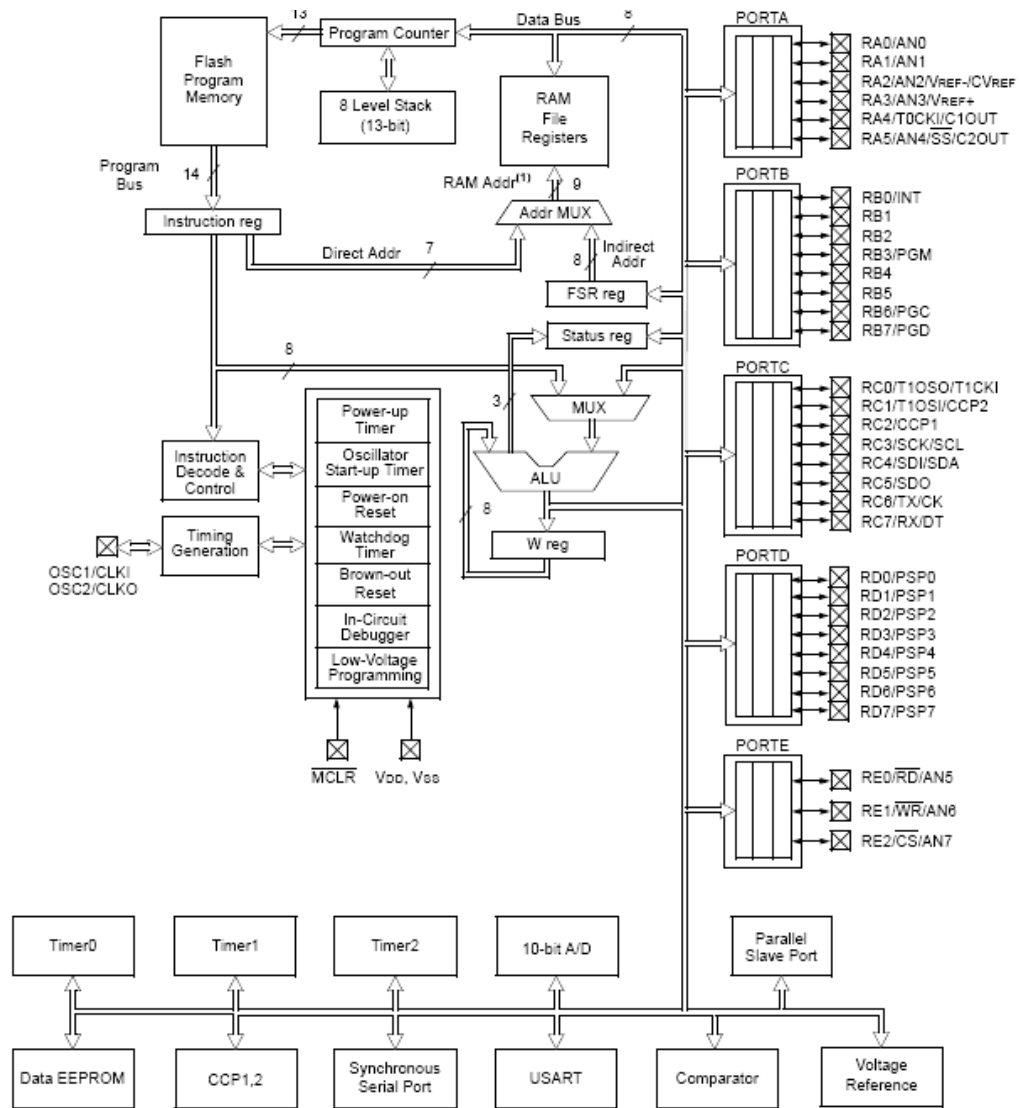 13
Program Counter
Data Bus
8
PORTA
Flash
Program
Memory
8 Level Stack
(13-bit)
RAM
File
Registers
RA0/AN0
RA1/AN1
RA2/AN2/VREF-/CVREF
RA3/AN3/VREF+
RA4/T0CKI/C1OUT
RA5/AN4/SS/C2OUT
Program
Bus
14
RAM Addr(1)
9
PORTB
Instruction reg
Addr MUX
Direct Addr
7
8
Indirect
Addr
FSR reg
RB0/INT
RB1
RB2
RB3/PGM
RB4
RB5
RB6/PGC
RB7/PGD
Status reg
8
3
MUX
PORTC
Power-up
Timer
Oscillator
Start-up Timer
Power-on
Reset
Watchdog
Timer
Brown-out
Reset
In-Circuit
Debugger
Low-Voltage
Programming
Instruction
Decode &
Control
Timing
Generation
OSC1/CLKI
OSC2/CLKO
ALU
8
W reg
RC0/T1OSO/T1CKI
RC1/T1OSI/CCP2
RC2/CCP1
RC3/SCK/SCL
RC4/SDI/SDA
RC5/SDO
RC6/TX/CK
RC7/RX/DT
PORTD
RD0/PSP0
RD1/PSP1
RD2/PSP2
RD3/PSP3
RD4/PSP4
RD5/PSP5
RD6/PSP6
RD7/PSP7
MCLR
VDD, VSS
PORTE
RE0/RD/AN5
RE1/WR/AN6
RE2/CS/AN7
Timer0
Timer1
Timer2
10-bit A/D
Parallel
Slave Port
Data EEPROM
CCP1,2
Synchronous
Serial Port
USART
Comparator
Voltage
Reference